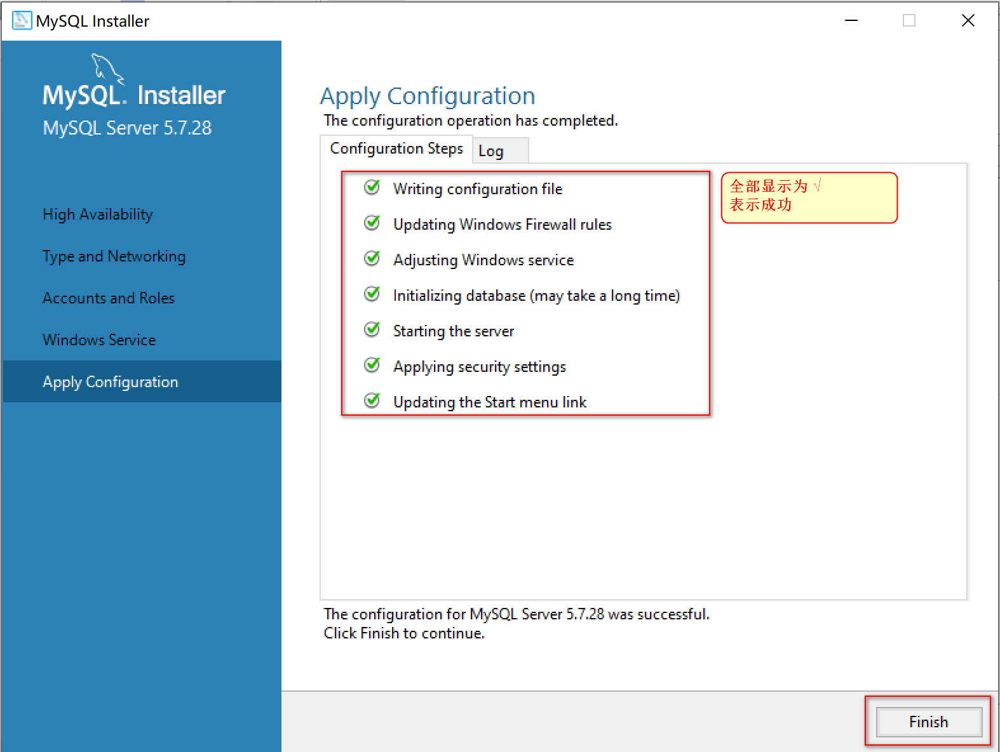 MySQL Installer
MySQL. Installer
MySQL Server 5.7.28
High Availability
Type and Networking
Accounts and Roles
Windows Service
Apply Configuration
Apply Configuration
The configuration operation has completed.
Configuration Steps
Log
Writing configuration file
Updating Windows Firewall rules
Adjusting Windows service
Initializing database (may take a long time)
Starting the server
Applying security settings
Updating the Start menu link
全部显示为 √
表示成功
The configuration for MySQL Server 5.7.28 was successful.
Click Finish to continue.
Finish